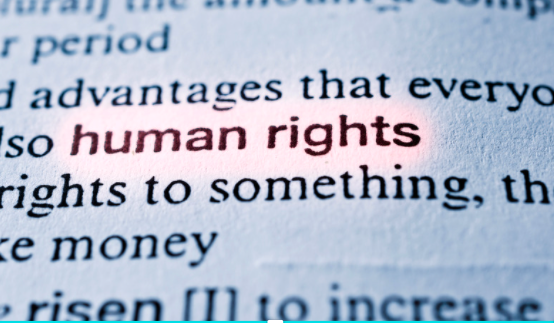 r period
d advantages that everyo
lso human rights
rights to something, th
ke money
risen [I] to increase